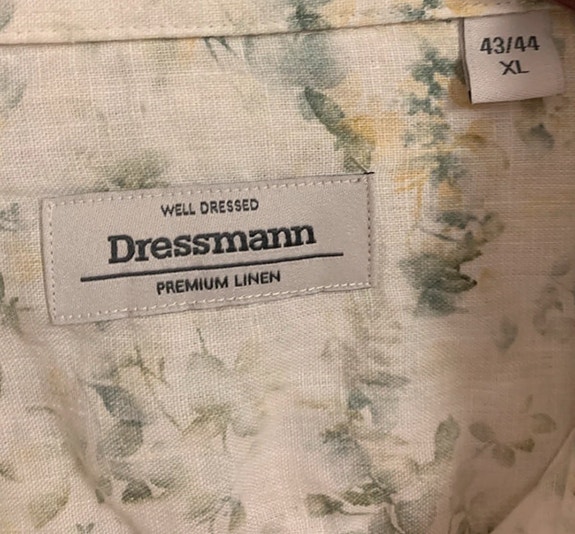 43/44
XL
WELL DRESSED
Dressmann
PREMIUM LINEN